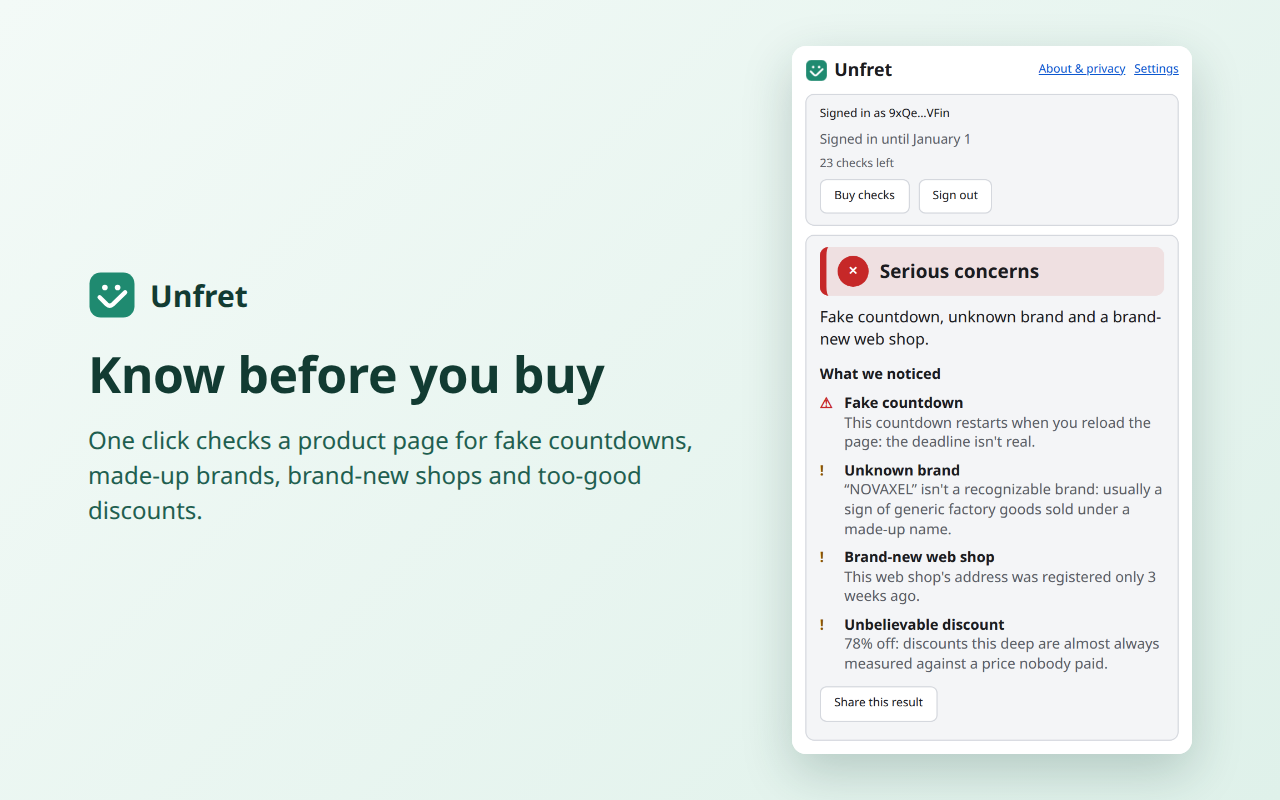 Unfret
Know before you buy
One click checks a product page for fake countdowns,
made-up brands, brand-new shops and too-good
discounts.
Unfret
About & privacy Settings
Signed in as 9xQe...VFin
Signed in until January 1
23 checks left
Buy checks Sign out
Serious concerns
Fake countdown, unknown brand and a brand-
new web shop.
What we noticed
Fake countdown
This countdown restarts when you reload the
page: the deadline isn't real.
! Unknown brand
“NOVAXEL” isn't a recognizable brand: usually a
sign of generic factory goods sold under a
made-up name.
! Brand-new web shop
This web shop's address was registered only 3
weeks ago.
! Unbelievable discount
78% off: discounts this deep are almost always
measured against a price nobody paid.
Share this result